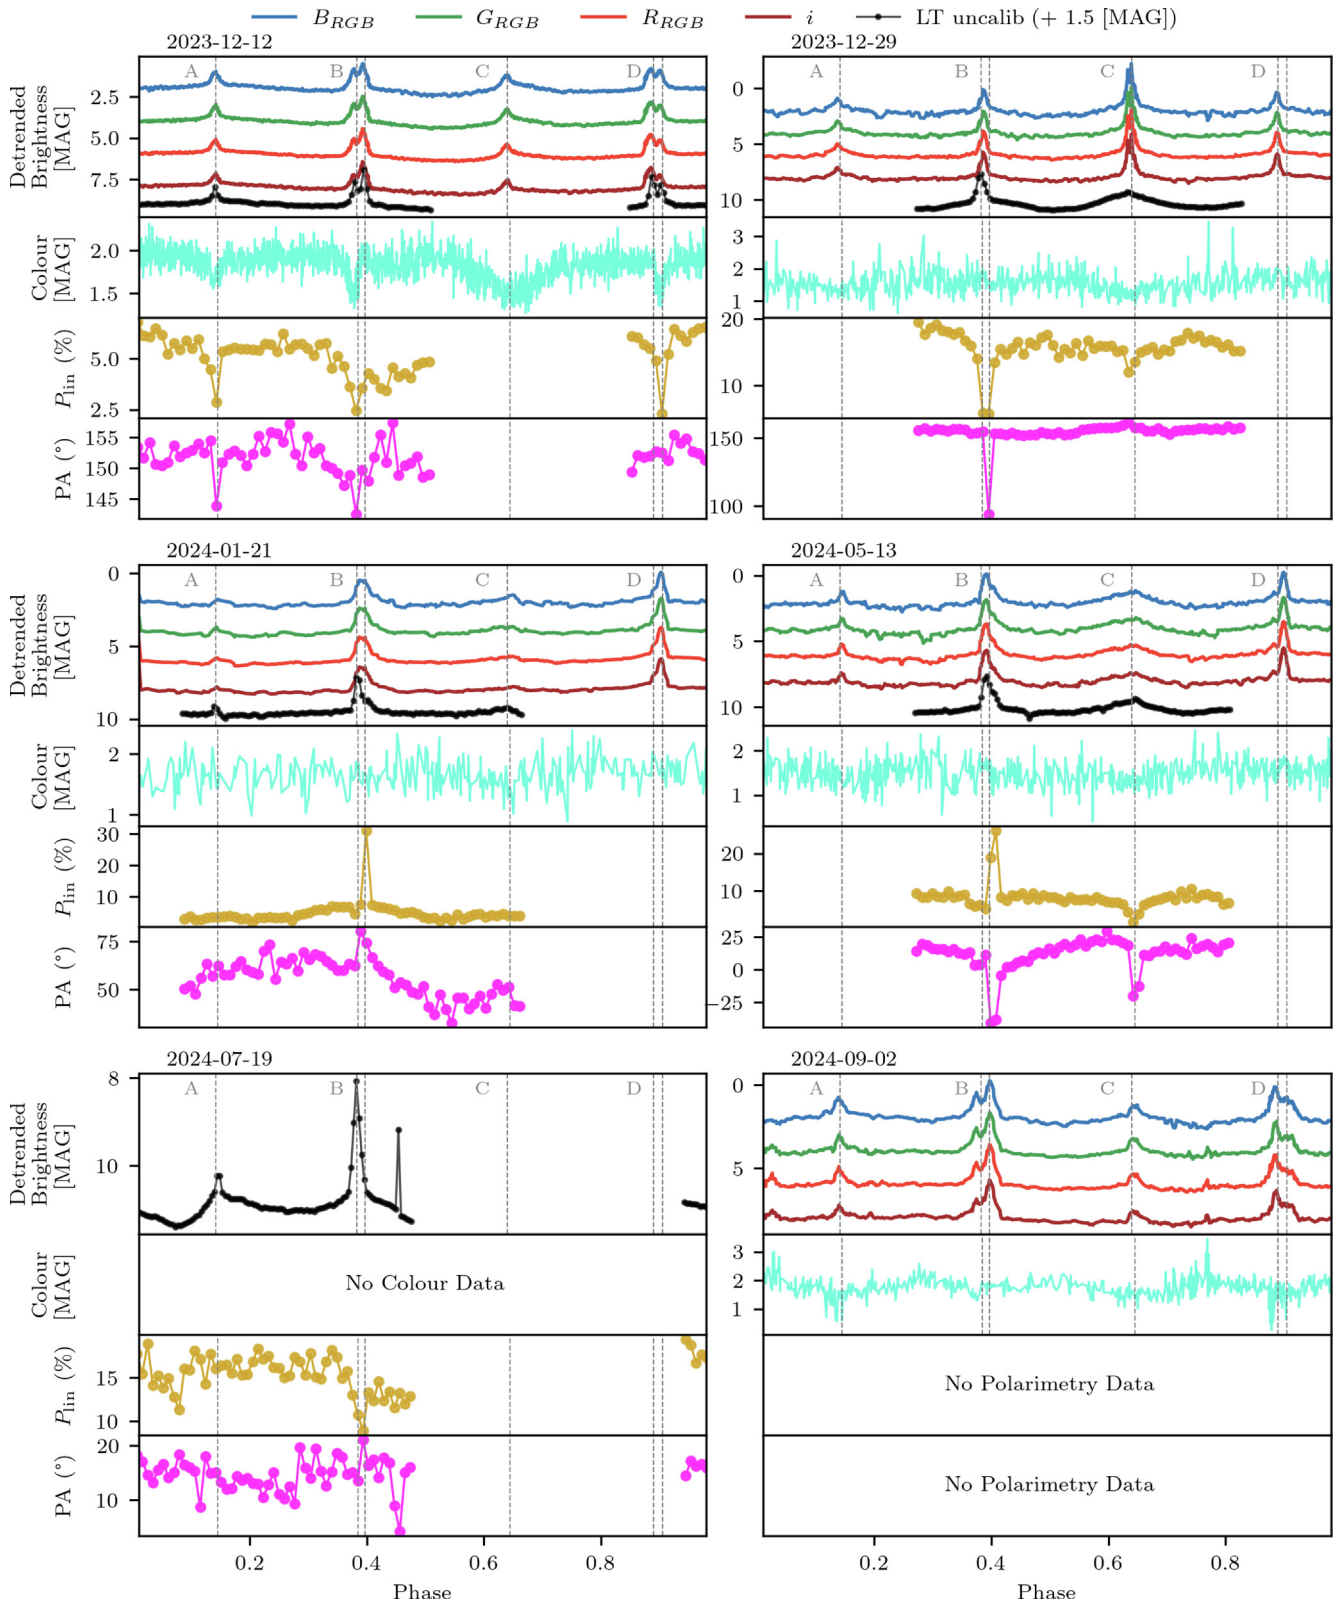 B_RGB G_RGB R_RGB i LT uncalib (+ 1.5 [MAG])
2023-12-12
A B C D
Detrended
Brightness
[MAG]
2.5
5.0
7.5
Colour
[MAG]
2.0
1.5
P_lin (%)
5.0
2.5
PA (°)
155
150
145
2023-12-29
A B C D
0
5
10
3
2
1
20
10
150
100
2024-01-21
A B C D
Detrended
Brightness
[MAG]
0
5
10
Colour
[MAG]
2
1
P_lin (%)
30
20
10
PA (°)
75
50
2024-05-13
A B C D
0
5
10
2
1
20
10
25
0
−25
2024-07-19
A B C D
Detrended
Brightness
[MAG]
8
10
Colour
[MAG]
No Colour Data
P_lin (%)
15
10
PA (°)
20
10
0.2 0.4 0.6 0.8
Phase
2024-09-02
A B C D
0
5
3
2
1
No Polarimetry Data
No Polarimetry Data
0.2 0.4 0.6 0.8
Phase